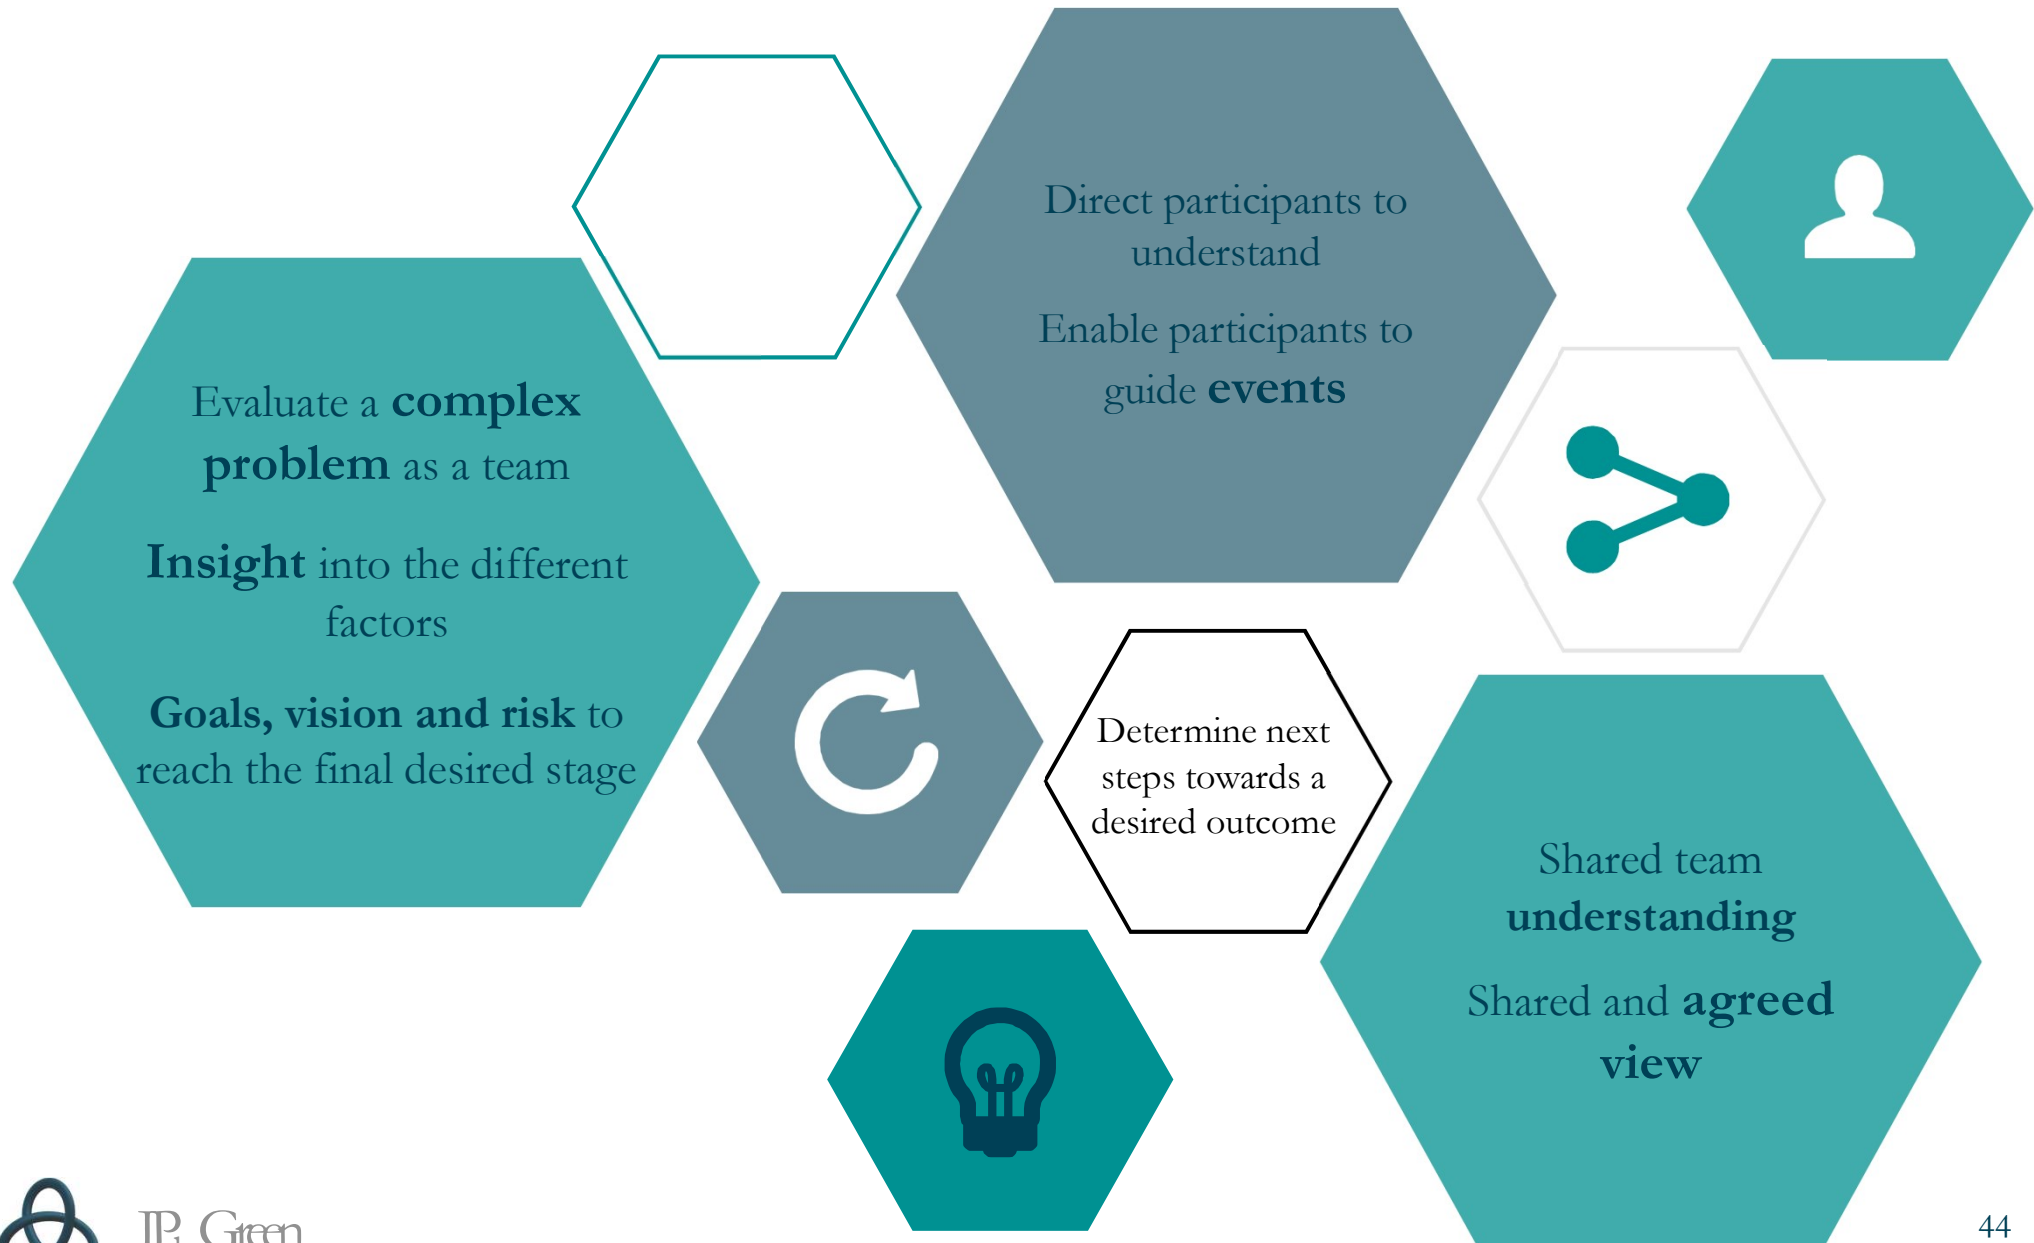 Direct participants to
understand
Enable participants to
guide events
Evaluate a complex
problem as a team
Insight into the different
factors
Goals, vision and risk to
reach the final desired stage
Determine next
steps towards a
desired outcome
Shared team
understanding
Shared and agreed
view
Green
44